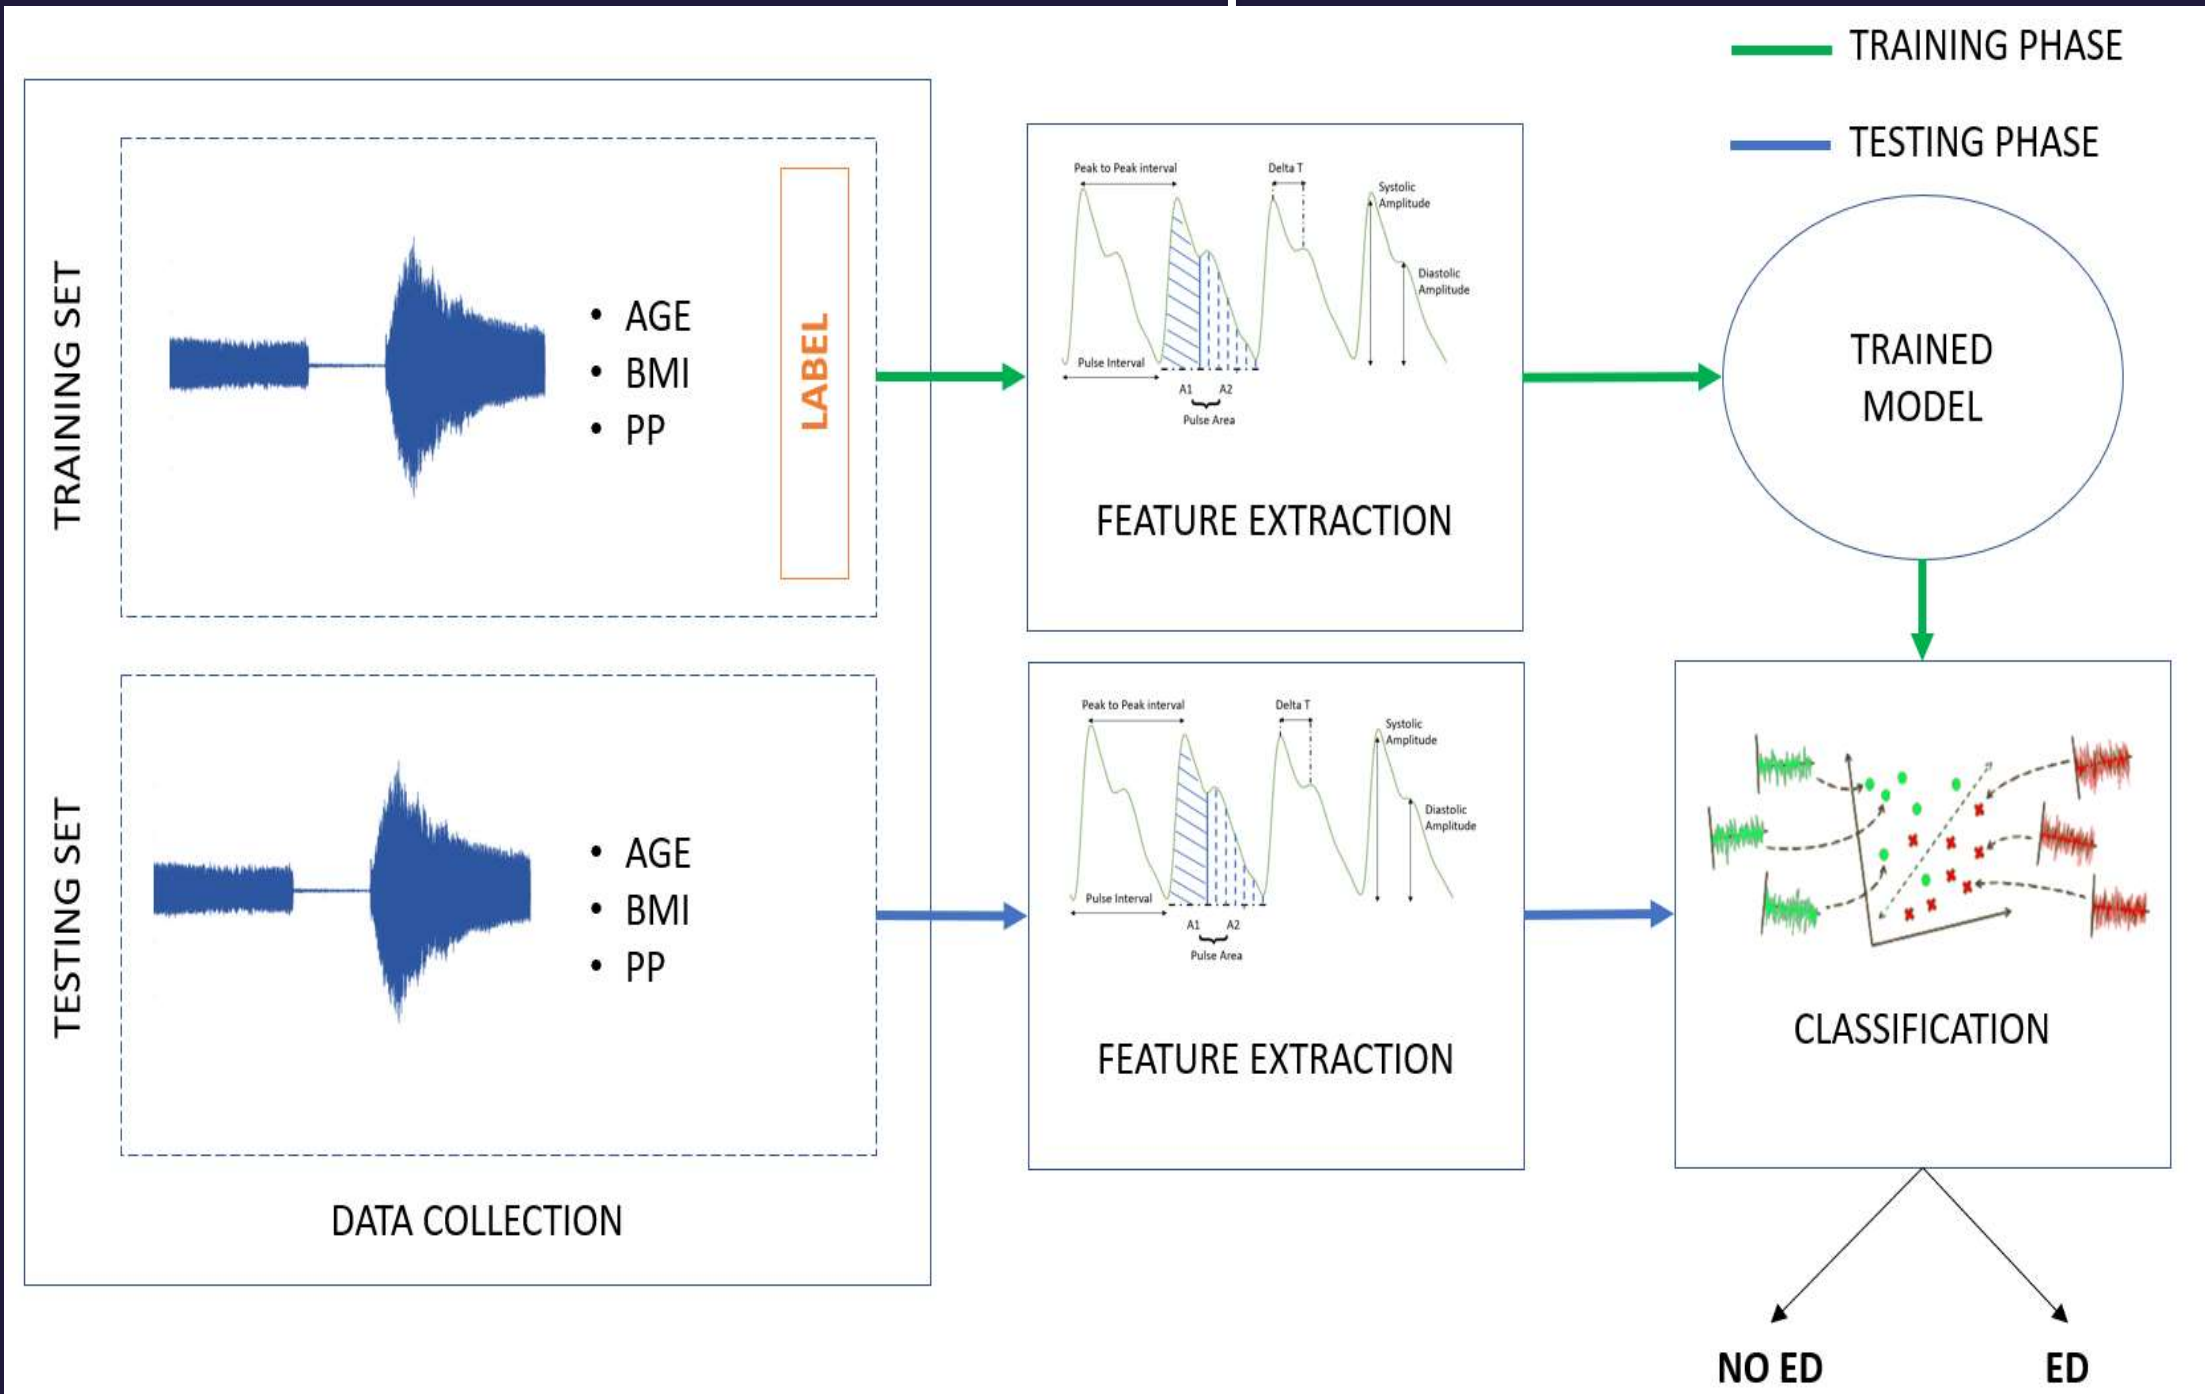 TRAINING PHASE
TESTING PHASE
TRAINING SET
• AGE
• BMI
• PP
LABEL
Peak to Peak interval
Delta T
Systolic
Amplitude
Diastolic
Amplitude
Pulse Interval
A1
A2
Pulse Area
FEATURE EXTRACTION
TRAINED
MODEL
TESTING SET
• AGE
• BMI
• PP
Peak to Peak interval
Delta T
Systolic
Amplitude
Diastolic
Amplitude
Pulse Interval
A1
A2
Pulse Area
FEATURE EXTRACTION
CLASSIFICATION
DATA COLLECTION
NO ED
ED